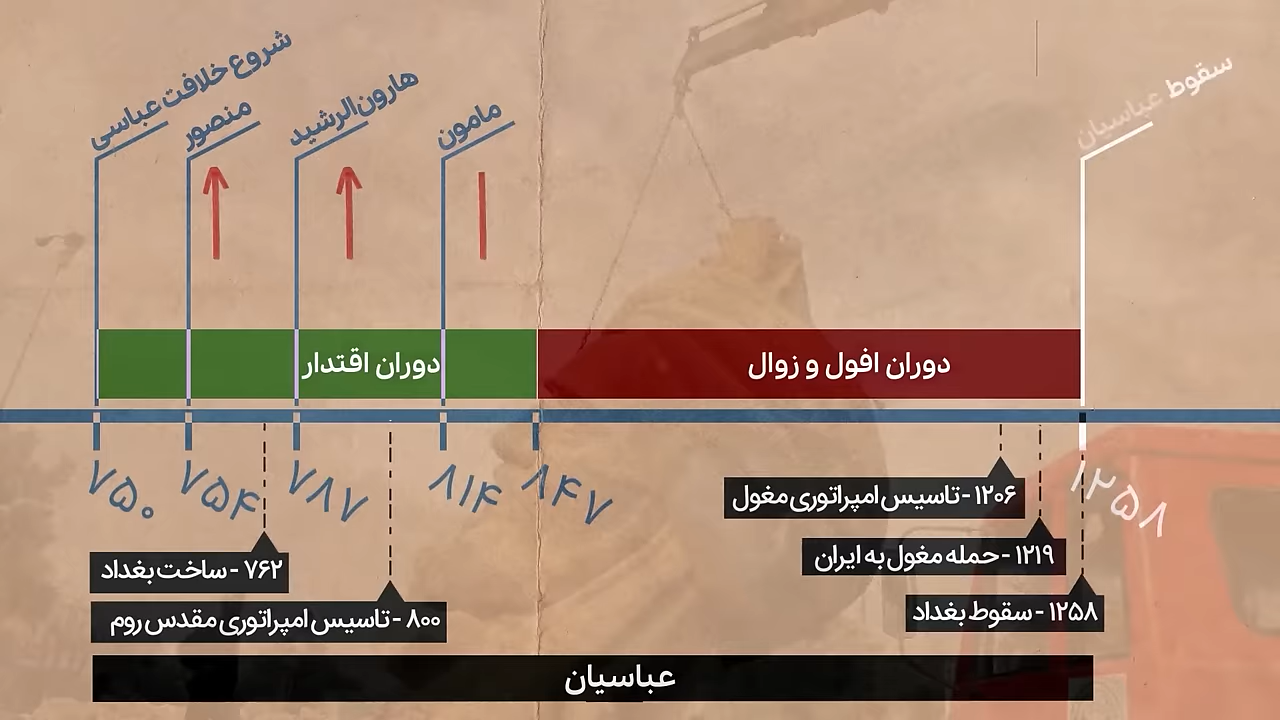 شروع خلافت عباسی
منصور
هارون‌الرشید
مامون
سقوط عباسیان
دوران اقتدار
دوران افول و زوال
۷۵۰
۷۵۴
۷۸۷
۸۱۴
۸۴۷
۱۲۵۸
۱۲۰۶ - تاسیس امپراتوری مغول
۱۲۱۹ - حمله مغول به ایران
۷۶۲ - ساخت بغداد
۱۲۵۸ - سقوط بغداد
۸۰۰ - تاسیس امپراتوری مقدس روم
عباسیان